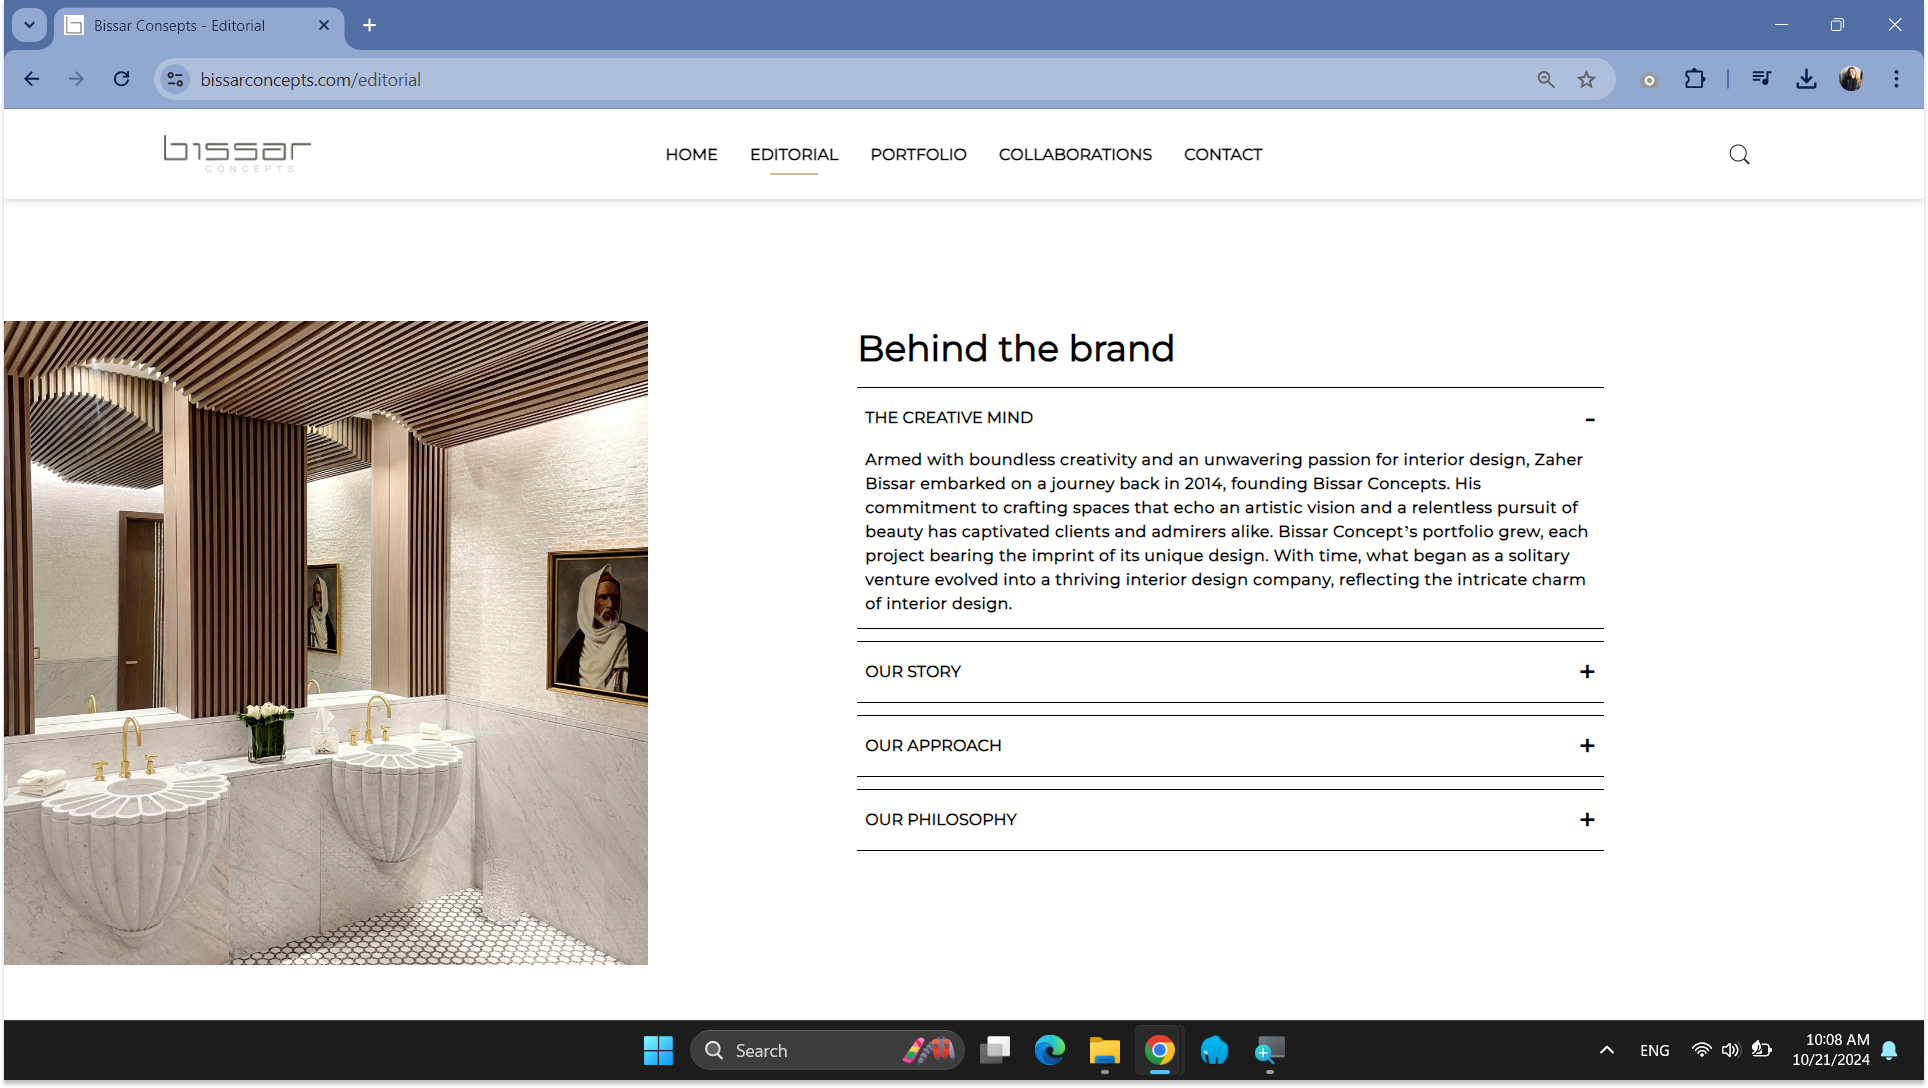 Bissar Consepts - Editorial
bissarconcepts.com/editorial
bissar
CONCEPTS
HOME
EDITORIAL
PORTFOLIO
COLLABORATIONS
CONTACT
Behind the brand
THE CREATIVE MIND
Armed with boundless creativity and an unwavering passion for interior design, Zaher
Bissar embarked on a journey back in 2014, founding Bissar Concepts. His
commitment to crafting spaces that echo an artistic vision and a relentless pursuit of
beauty has captivated clients and admirers alike. Bissar Concept’s portfolio grew, each
project bearing the imprint of its unique design. With time, what began as a solitary
venture evolved into a thriving interior design company, reflecting the intricate charm
of interior design.
OUR STORY
OUR APPROACH
OUR PHILOSOPHY
Search
ENG
10:08 AM
10/21/2024